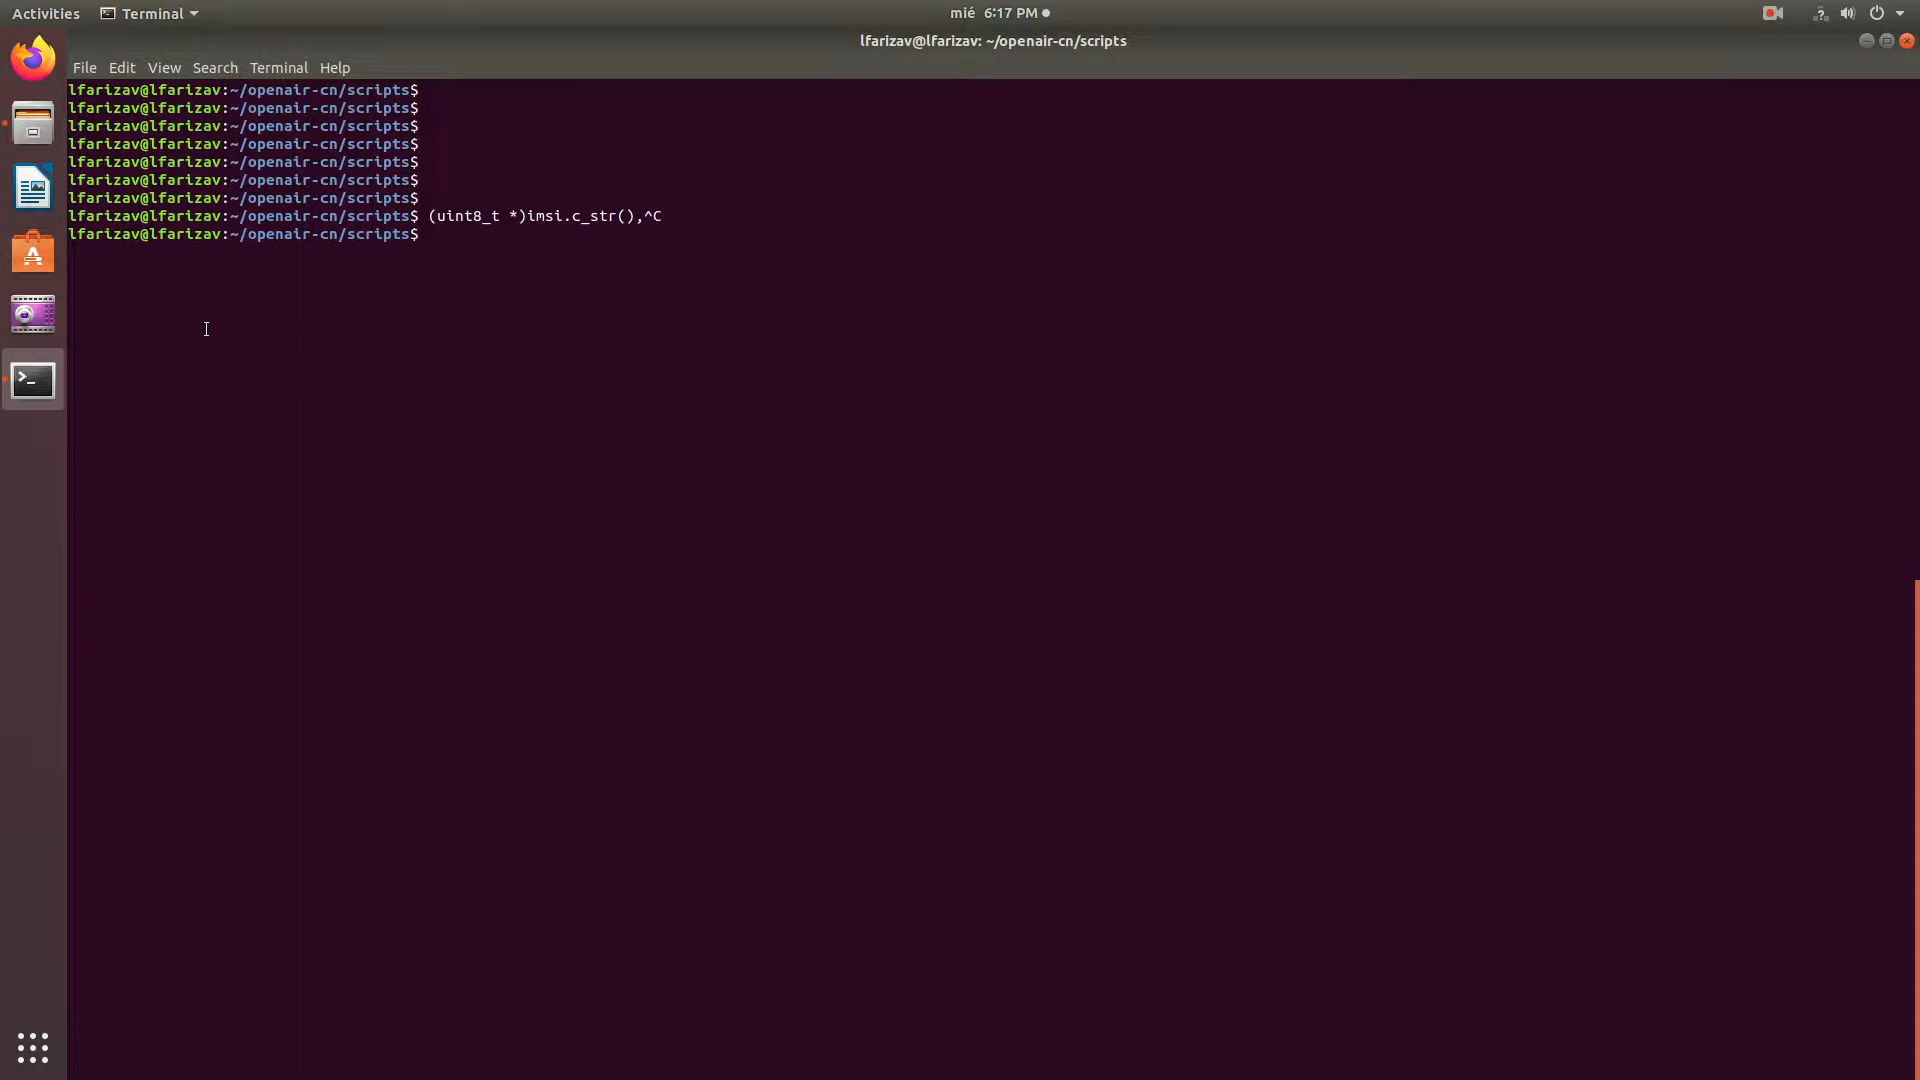 Activities Terminal mié 6:17 PM
lfarizav@lfarizav: ~/openair-cn/scripts
File Edit View Search Terminal Help
lfarizav@lfarizav:~/openair-cn/scripts$
lfarizav@lfarizav:~/openair-cn/scripts$
lfarizav@lfarizav:~/openair-cn/scripts$
lfarizav@lfarizav:~/openair-cn/scripts$
lfarizav@lfarizav:~/openair-cn/scripts$
lfarizav@lfarizav:~/openair-cn/scripts$
lfarizav@lfarizav:~/openair-cn/scripts$
lfarizav@lfarizav:~/openair-cn/scripts$ (uint8_t *)imsi.c_str(),^C
lfarizav@lfarizav:~/openair-cn/scripts$